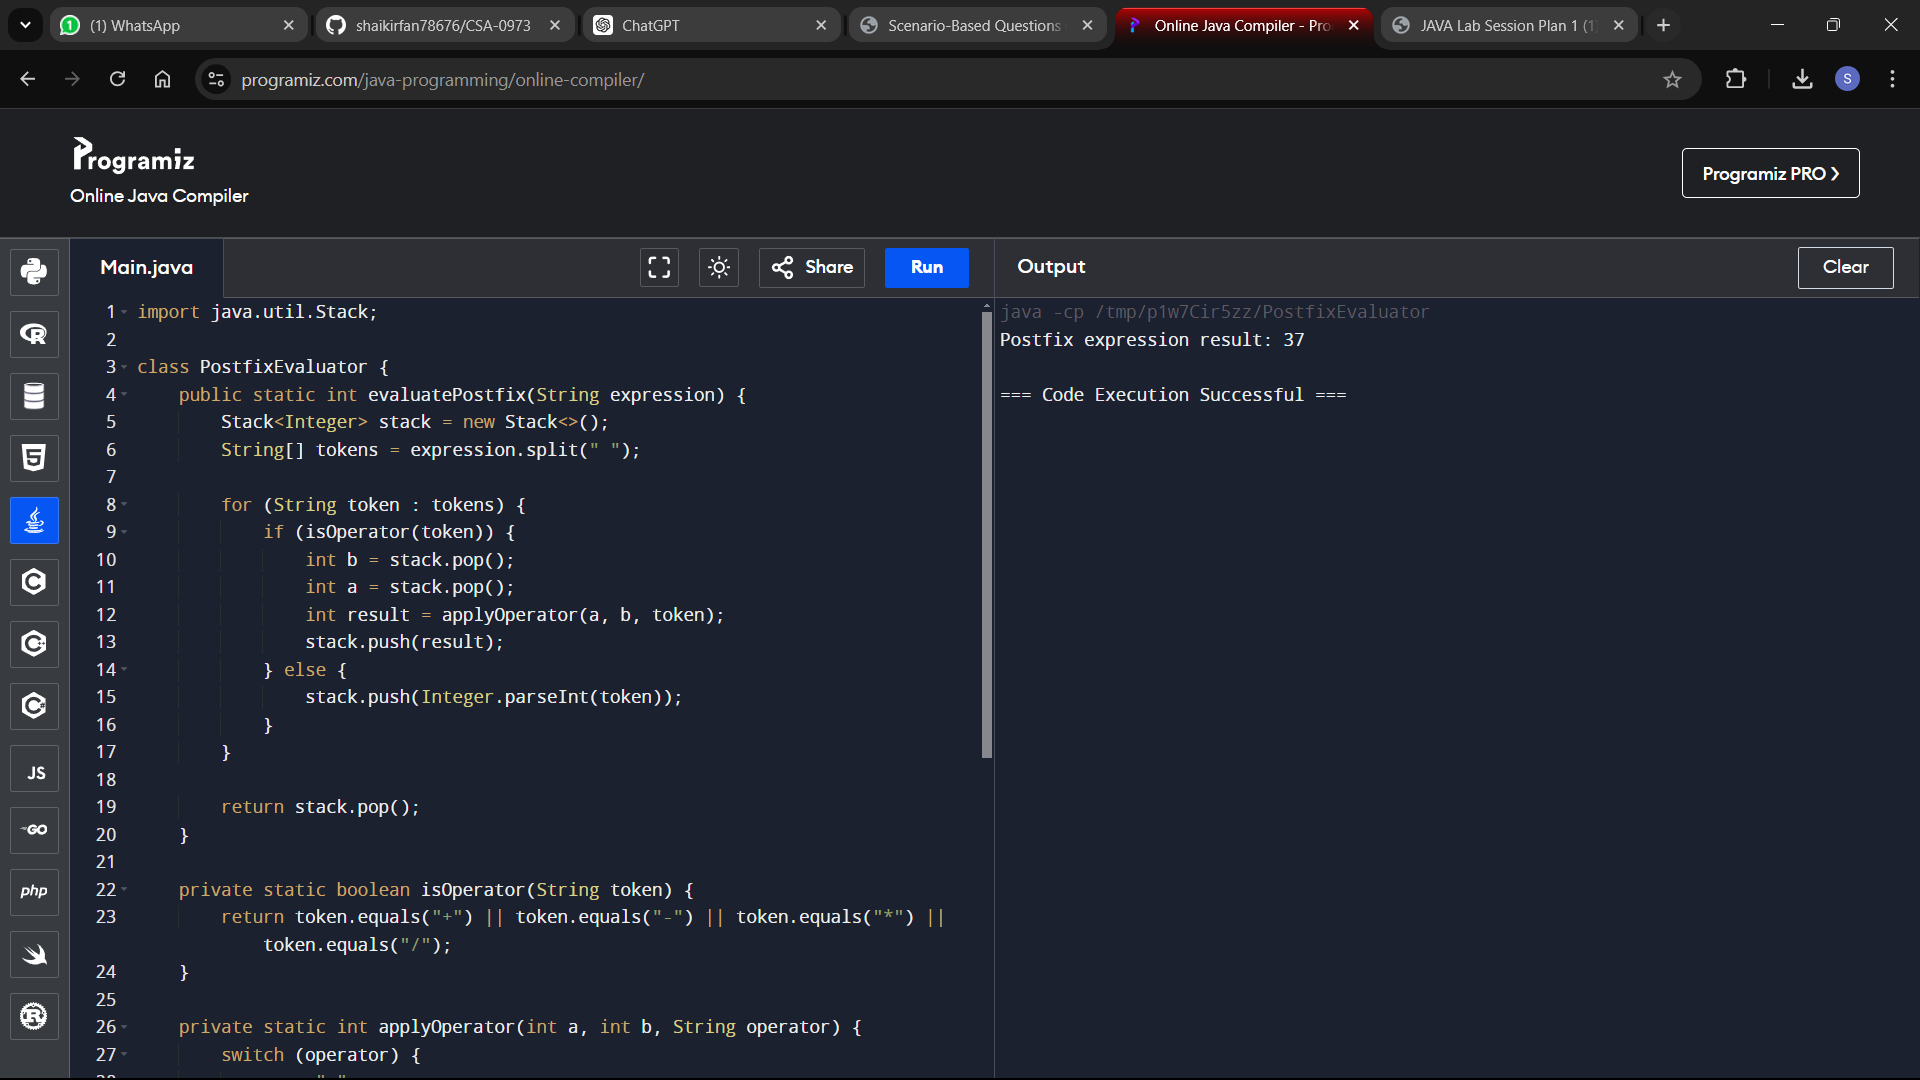 (1) WhatsApp
shaikirfan78676/CSA-0973
ChatGPT
Scenario-Based Questions
Online Java Compiler - Pro
JAVA Lab Session Plan 1 (1
programiz.com/java-programming/online-compiler/
S
Programiz
Online Java Compiler
Programiz PRO
Main.java
Share
Run
Output
Clear
1 import java.util.Stack;
2
3 class PostfixEvaluator {
4 public static int evaluatePostfix(String expression) {
5 Stack<Integer> stack = new Stack<>();
6 String[] tokens = expression.split(" ");
7
8 for (String token : tokens) {
9 if (isOperator(token)) {
10 int b = stack.pop();
11 int a = stack.pop();
12 int result = applyOperator(a, b, token);
13 stack.push(result);
14 } else {
15 stack.push(Integer.parseInt(token));
16 }
17 }
18
19 return stack.pop();
20 }
21
22 private static boolean isOperator(String token) {
23 return token.equals("+") || token.equals("-") || token.equals("*") ||
token.equals("/");
24 }
25
26 private static int applyOperator(int a, int b, String operator) {
27 switch (operator) {
java -cp /tmp/p1w7Cir5zz/PostfixEvaluator
Postfix expression result: 37
=== Code Execution Successful ===
JS
GO
php